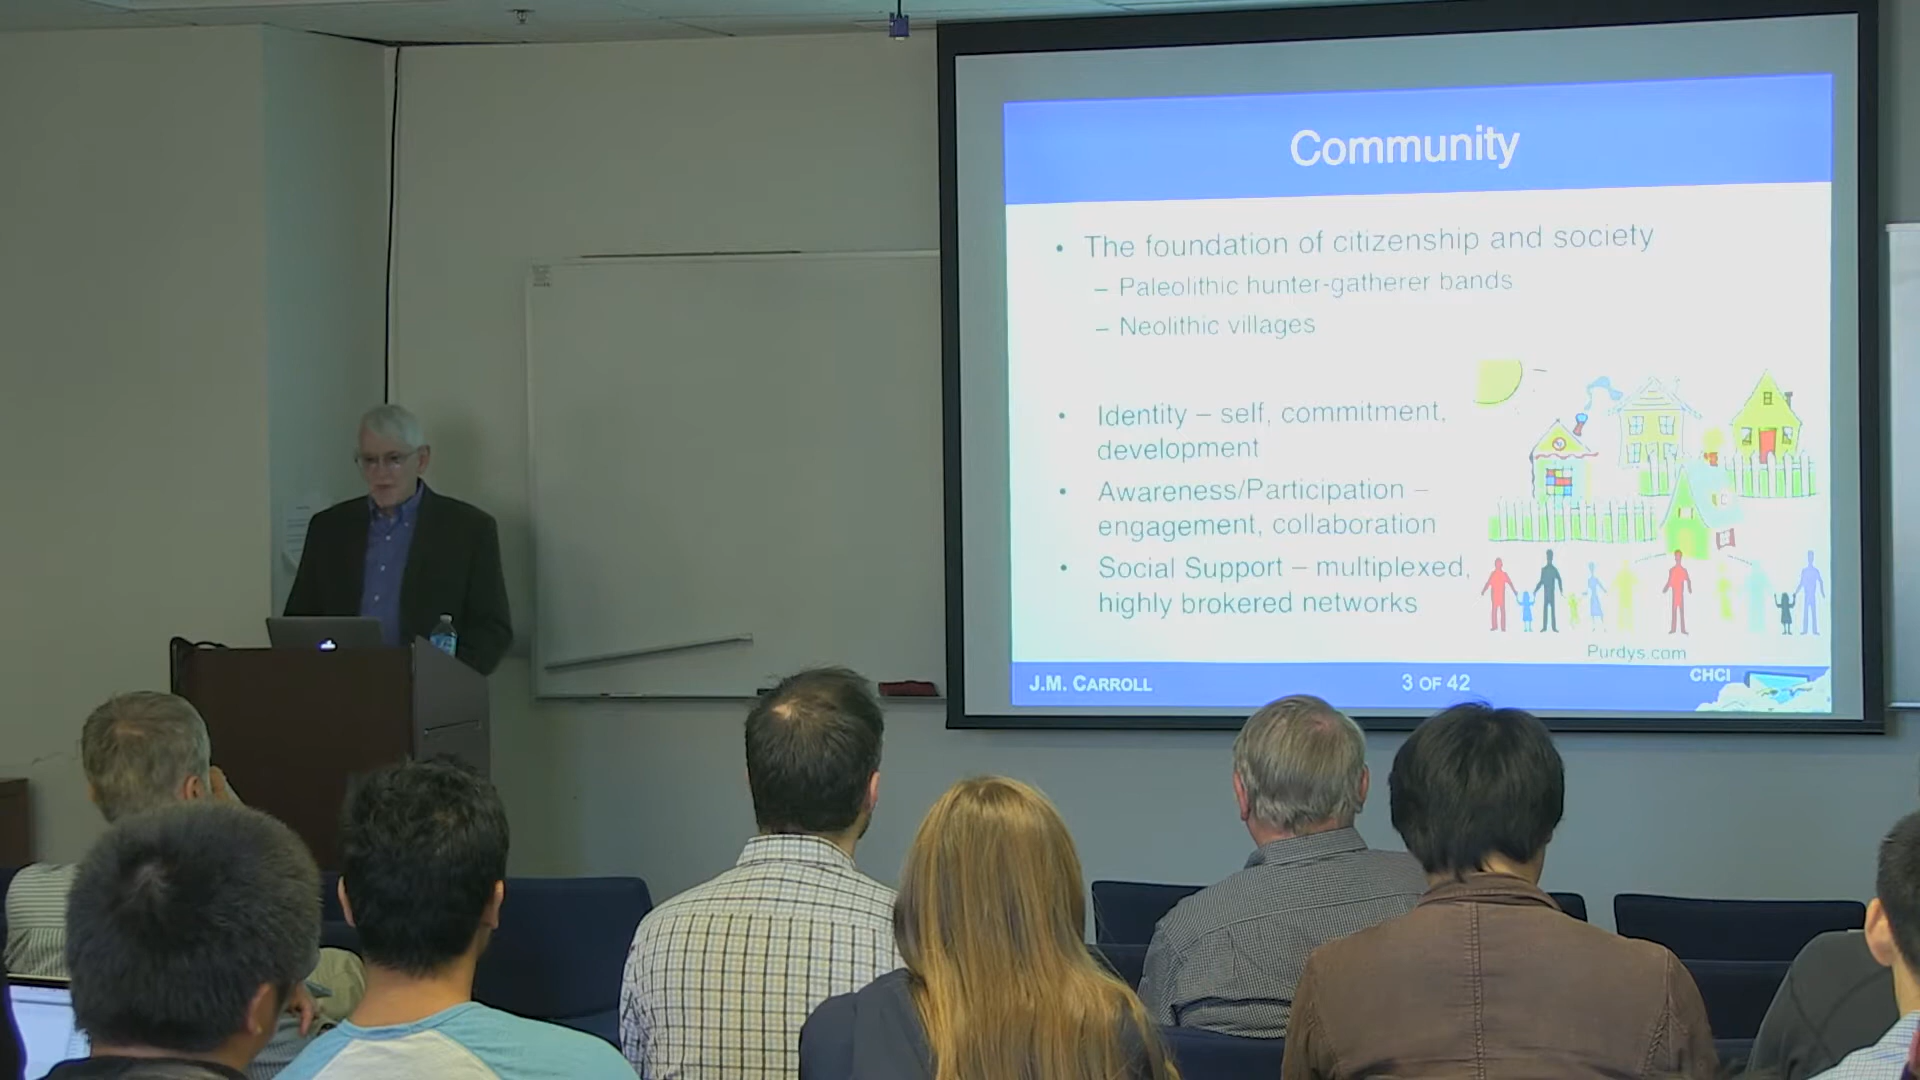 Community
• The foundation of citizenship and society
– Paleolithic hunter-gatherer bands
– Neolithic villages
• Identity – self, commitment,
development
• Awareness/Participation –
engagement, collaboration
• Social Support – multiplexed,
highly brokered networks
Purdys.com
J.M. CARROLL
3 OF 42
CHCI